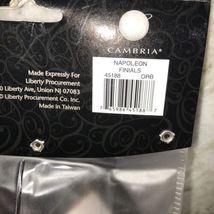 CAMBRIA®
NAPOLEON
FINIALS
45188 ORB
Made Expressly For
Liberty Procurement
Liberty Ave, Union NJ 07083
Liberty Procurement Co. Inc.
Made in Taiwan